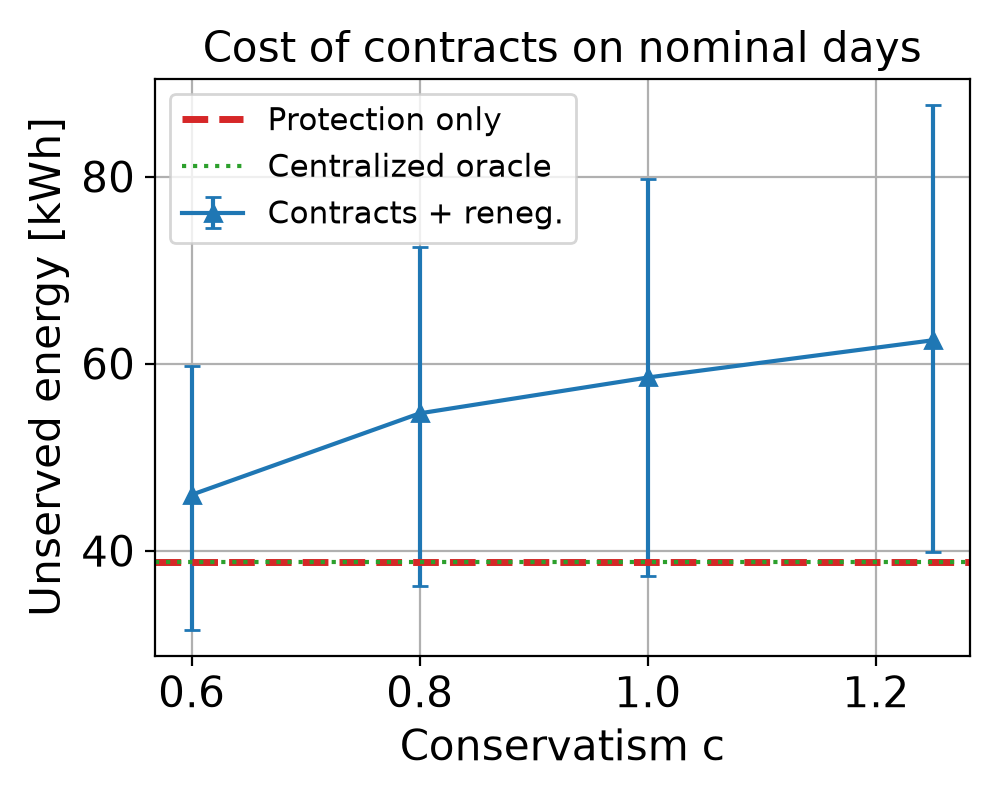 Cost of contracts on nominal days
Protection only
Centralized oracle
Contracts + reneg.
Unserved energy [kWh]
80
60
40
0.6 0.8 1.0 1.2
Conservatism c